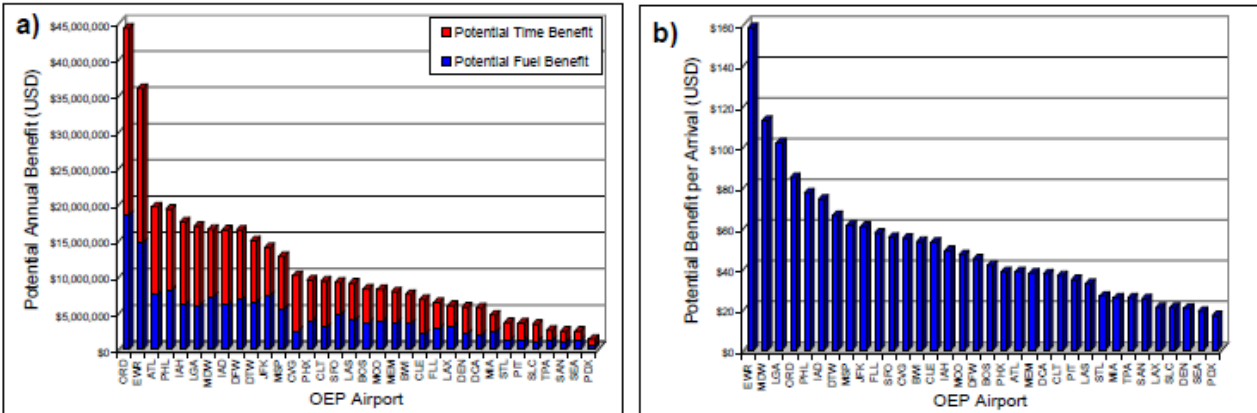 a)
Potential Time Benefit
Potential Fuel Benefit
Potential Annual Benefit (USD)
$45,000,000
$40,000,000
$35,000,000
$30,000,000
$25,000,000
$20,000,000
$15,000,000
$10,000,000
$5,000,000
$0
ORD EWR ATL PHL IAH LGA MDW IAD DFW DTW JFK MSP CVG PHX CLT SFO LAS BOS MCO MEM BWI CLE FLL LAX DEN DCA MIA STL PIT SLC TPA SAN SEA PDX
OEP Airport
b)
Potential Benefit per Arrival (USD)
$160
$140
$120
$100
$80
$60
$40
$20
$0
EWR MDW LGA ORD PHL IAD DTW MSP JFK FLL SFO CVG BWI CLE IAH MCO DFW BOS PHX ATL MEM DCA CLT PIT LAS STL MIA TPA SAN LAX SLC DEN SEA PDX
OEP Airport